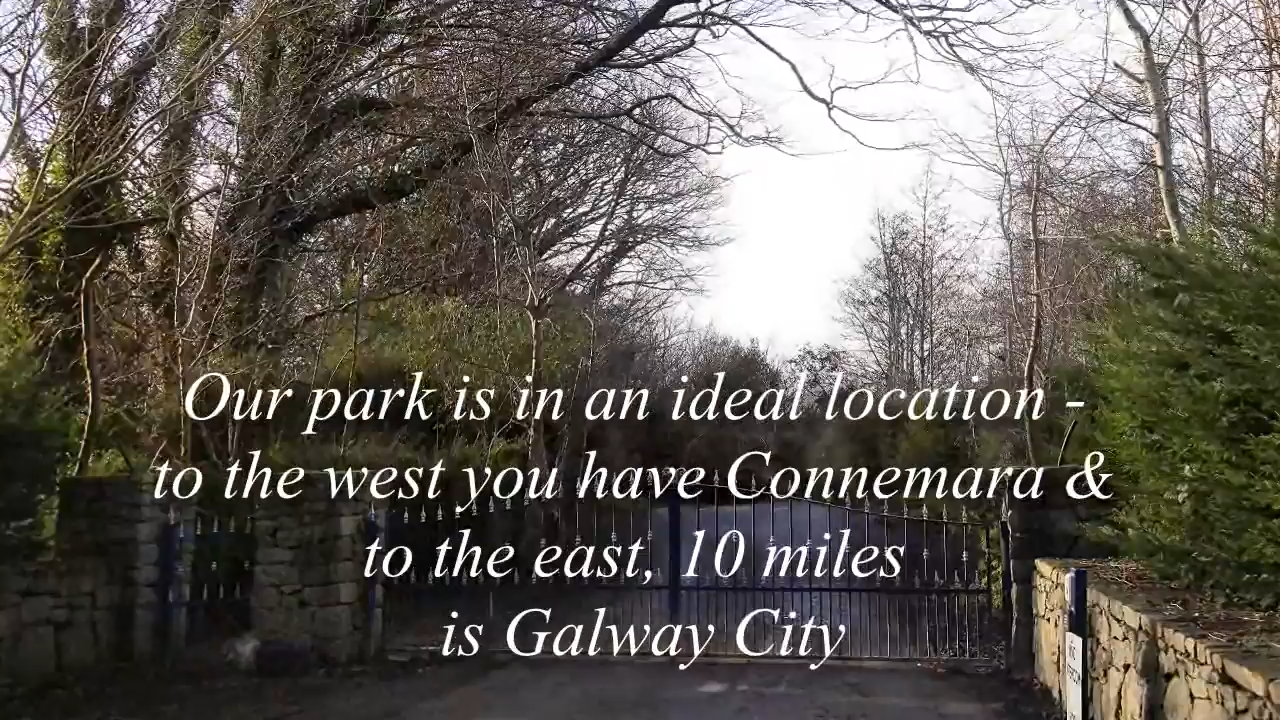 Our park is in an ideal location -
to the west you have Connemara &
to the east, 10 miles
is Galway City